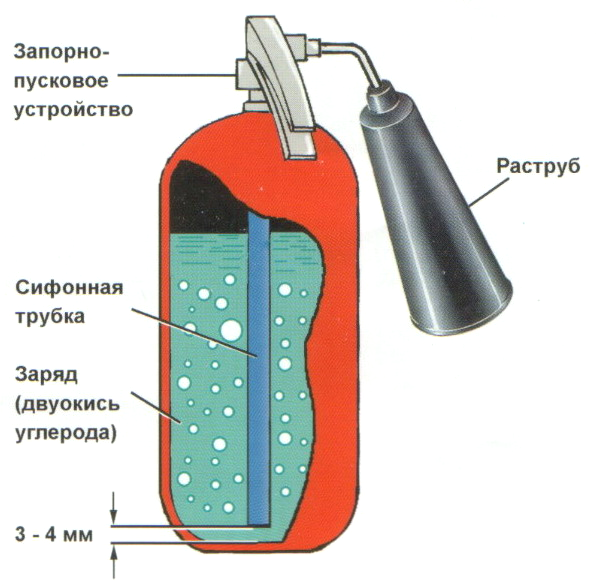 Запорно-
пусковое
устройство
Раструб
Сифонная
трубка
Заряд
(двуокись
углерода)
3 - 4 мм